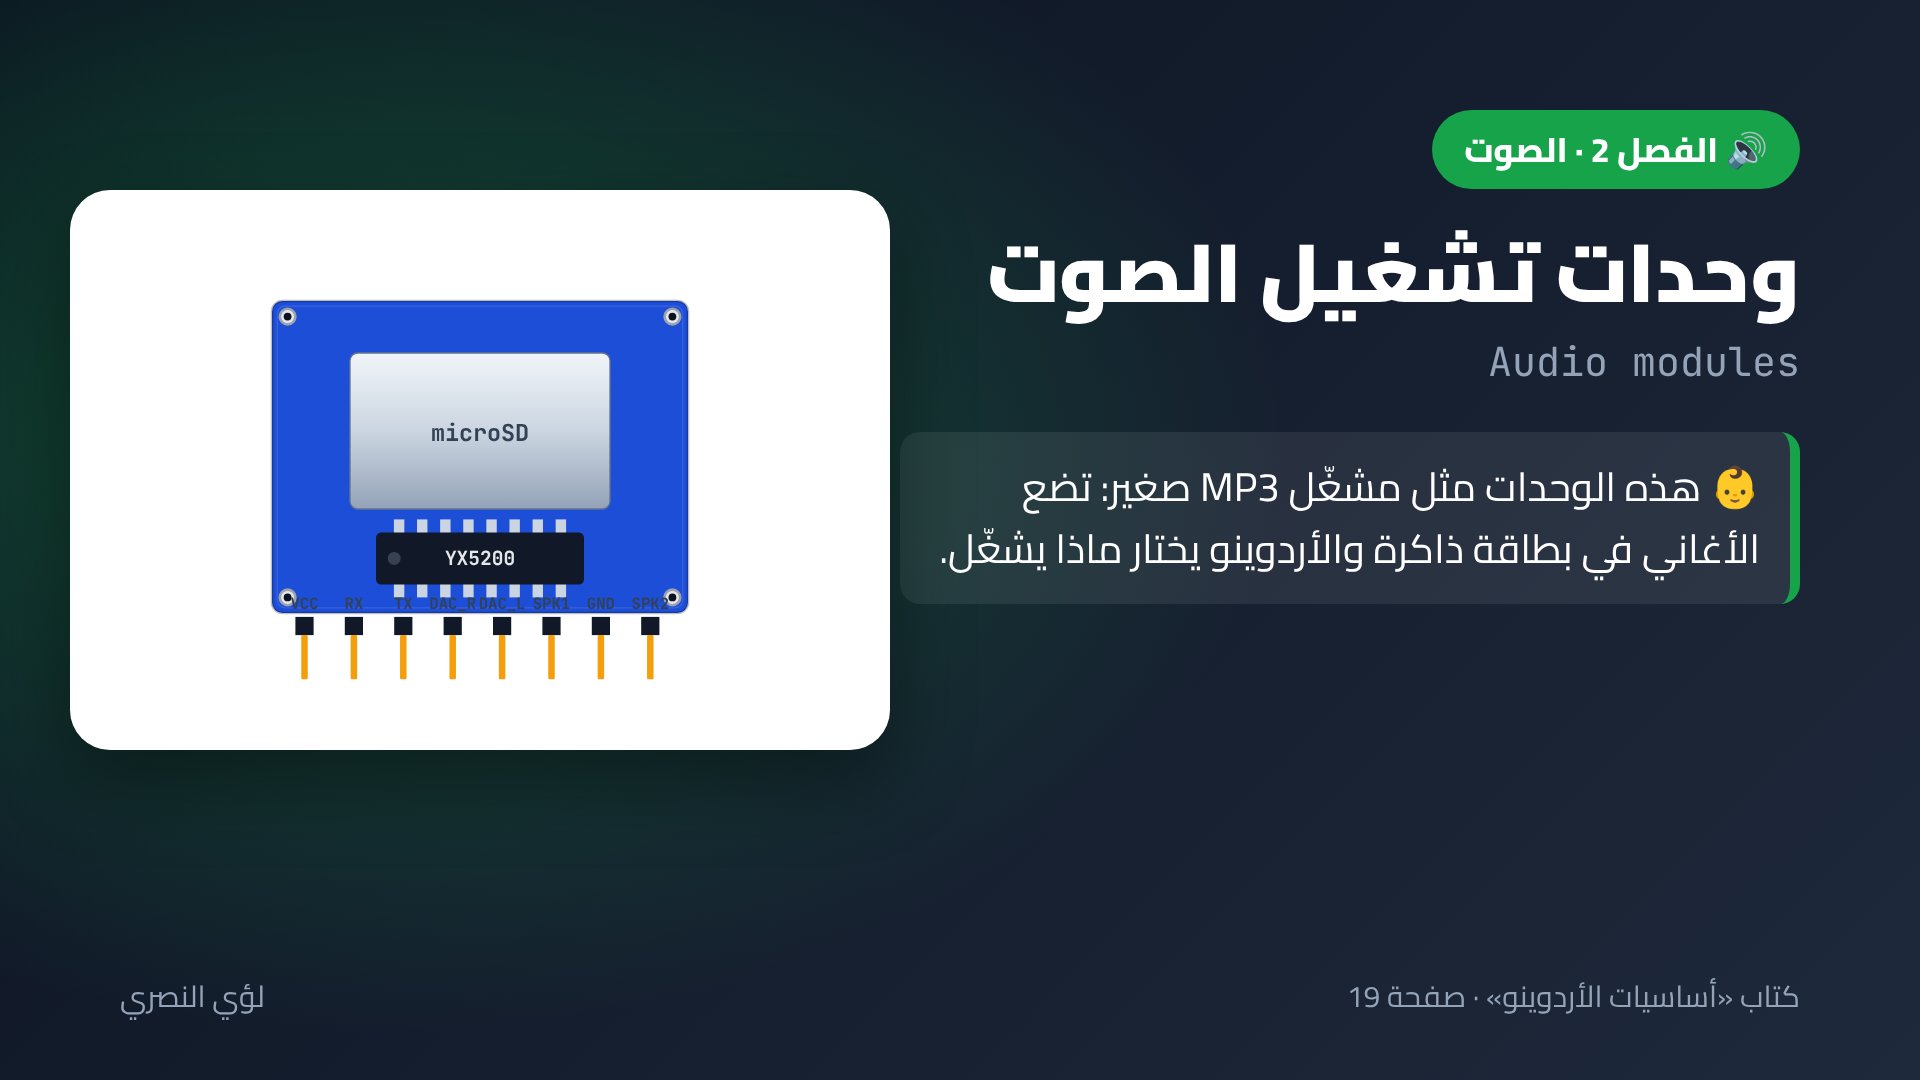 🔊 الفصل 2 · الصوت
وحدات تشغيل الصوت
Audio modules
👶 هذه الوحدات مثل مشغّل MP3 صغير: تضع
الأغاني في بطاقة ذاكرة والأردوينو يختار ماذا يشغّل.
microSD
YX5200
VCC RX TX DAC_R DAC_L SPK1 GND SPK2
كتاب «أساسيات الأردوينو» · صفحة 19
لؤي النصري